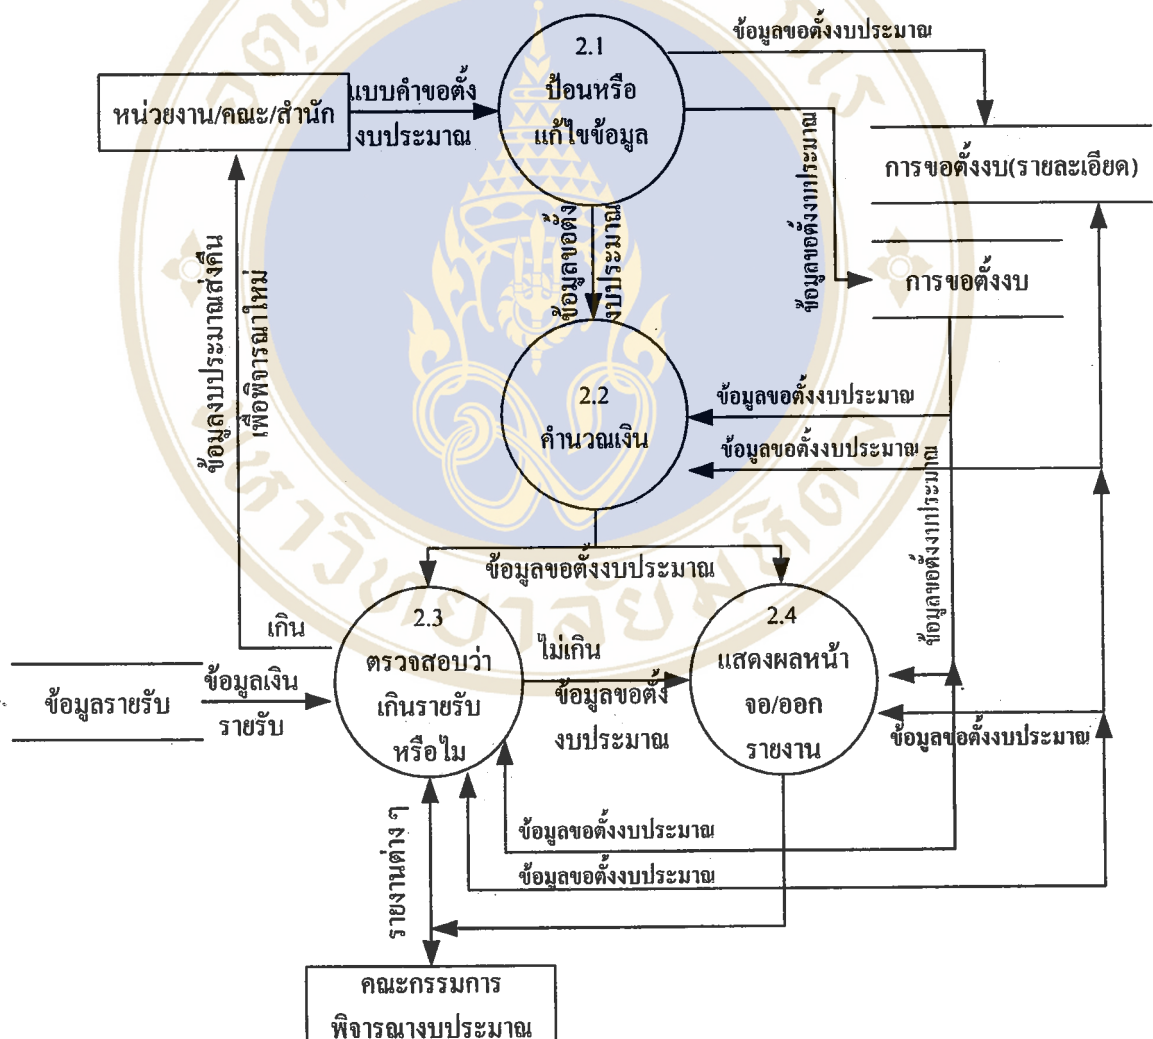 ข้อมูลขอตั้งงบประมาณ
2.1
ป้อนหรือ
แก้ไขข้อมูล
หน่วยงาน/คณะ/สำนัก
แบบคำขอตั้ง
งบประมาณ
การขอตั้งงบ(รายละเอียด)
ข้อมูลขอตั้งงบประมาณ
การขอตั้งงบ
ข้อมูลขอตั้ง
งบประมาณ
ข้อมูลงบประมาณส่งคืน
เพื่อพิจารณาใหม่
2.2
คำนวณเงิน
ข้อมูลขอตั้งงบประมาณ
ข้อมูลขอตั้งงบประมาณ
ข้อมูลขอตั้งงบประมาณ
ข้อมูลขอตั้งงบประมาณ
เกิน
2.3
ตรวจสอบว่า
เกินรายรับ
หรือไม
ไม่เกิน
ข้อมูลขอตั้ง
งบประมาณ
2.4
แสดงผลหน้า
จอ/ออก
รายงาน
ข้อมูลรายรับ
ข้อมูลเงิน
รายรับ
ข้อมูลขอตั้งงบประมาณ
ข้อมูลขอตั้งงบประมาณ
ข้อมูลขอตั้งงบประมาณ
รายงานต่าง ๆ
คณะกรรมการ
พิจารณางบประมาณ
มหาวิทยาลัยมหิดล